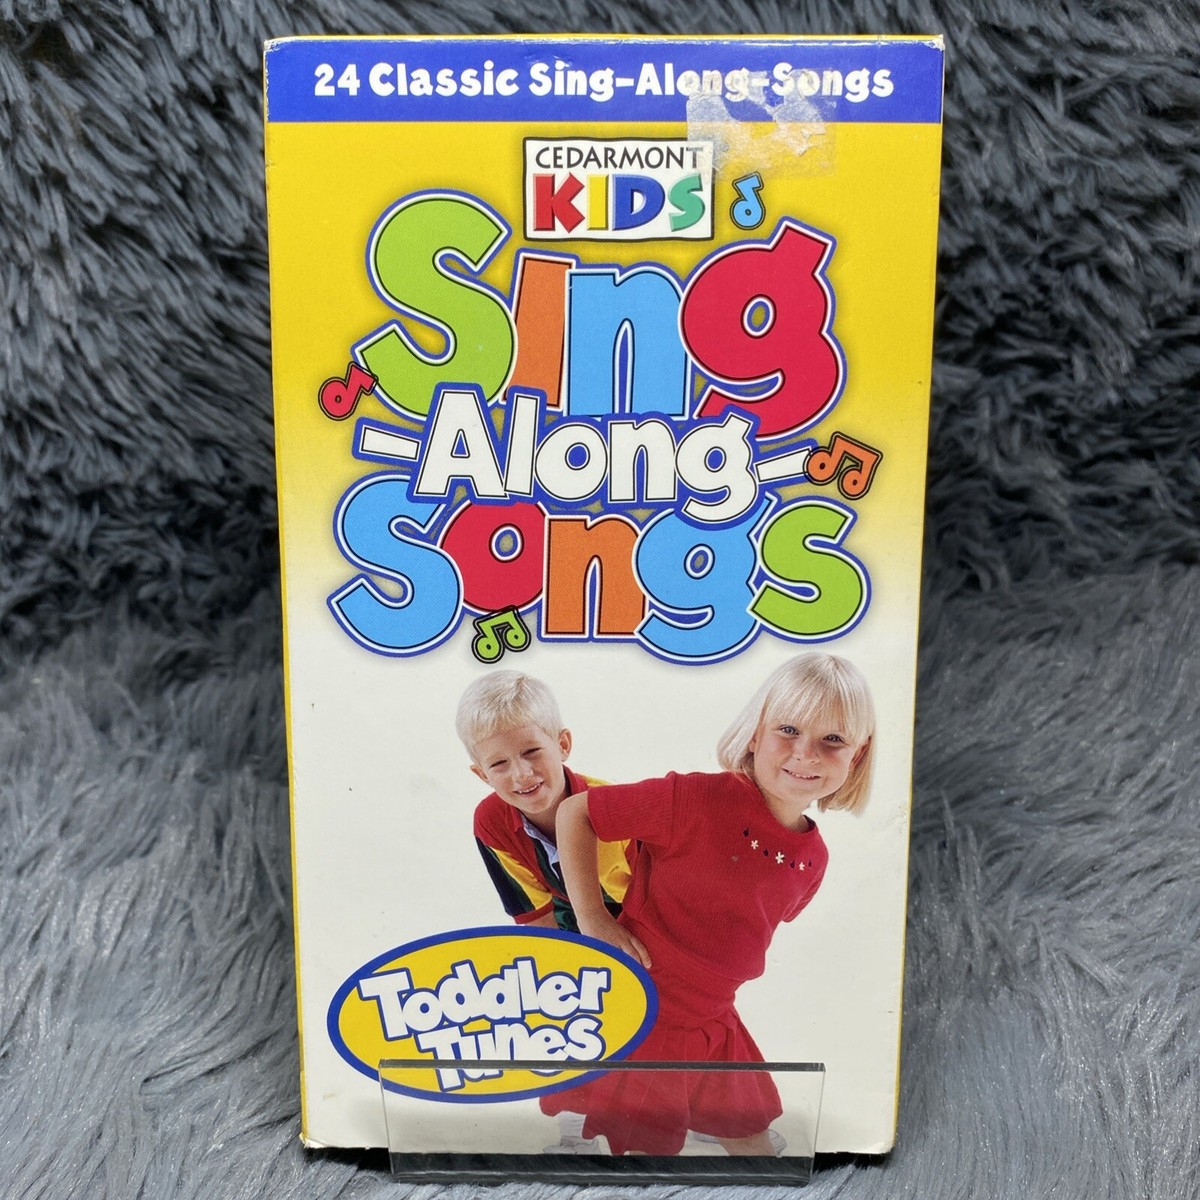 24 Classic Sing-Along-Songs
CEDARMONT
KIDS
Sing
-Along-
Songs
Toddler
Tunes